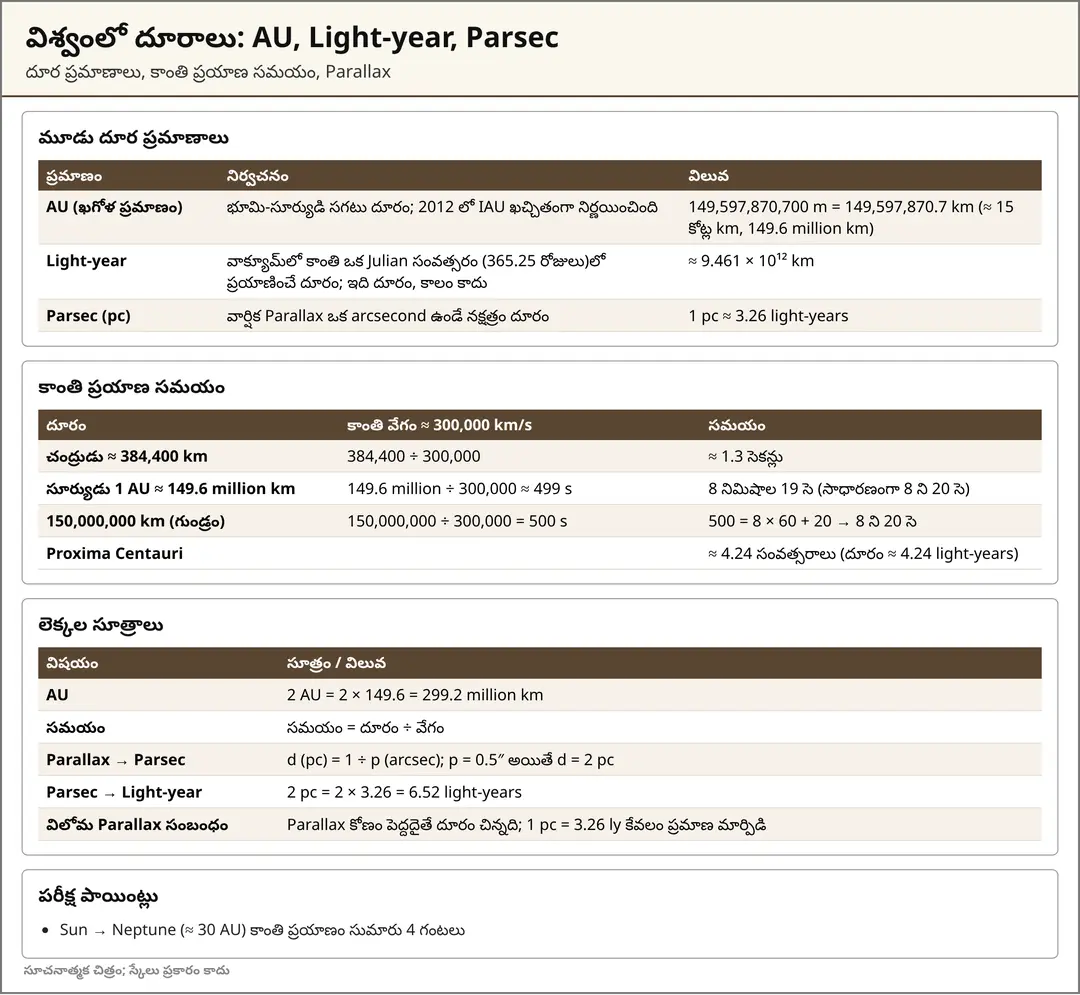 విశ్వంలో దూరాలు: AU, Light-year, Parsec
దూర ప్రమాణాలు, కాంతి ప్రయాణ సమయం, Parallax
మూడు దూర ప్రమాణాలు
ప్రమాణం నిర్వచనం విలువ
AU (ఖగోళ ప్రమాణం) భూమి-సూర్యుడి సగటు దూరం; 2012 లో IAU ఖచ్చితంగా నిర్ణయించింది 149,597,870,700 m = 149,597,870.7 km (≈ 15
కోట్ల km, 149.6 million km)
Light-year వాక్యూమ్‌లో కాంతి ఒక Julian సంవత్సరం (365.25 రోజులు)లో ≈ 9.461 × 10¹² km
ప్రయాణించే దూరం; ఇది దూరం, కాలం కాదు
Parsec (pc) వార్షిక Parallax ఒక arcsecond ఉండే నక్షత్రం దూరం 1 pc ≈ 3.26 light-years
కాంతి ప్రయాణ సమయం
దూరం కాంతి వేగం ≈ 300,000 km/s సమయం
చంద్రుడు ≈ 384,400 km 384,400 ÷ 300,000 ≈ 1.3 సెకన్లు
సూర్యుడు 1 AU ≈ 149.6 million km 149.6 million ÷ 300,000 ≈ 499 s 8 నిమిషాల 19 సె (సాధారణంగా 8 ని 20 సె)
150,000,000 km (గుండ్రం) 150,000,000 ÷ 300,000 = 500 s 500 = 8 × 60 + 20 → 8 ని 20 సె
Proxima Centauri ≈ 4.24 సంవత్సరాలు (దూరం ≈ 4.24 light-years)
లెక్కల సూత్రాలు
విషయం సూత్రం / విలువ
AU 2 AU = 2 × 149.6 = 299.2 million km
సమయం సమయం = దూరం ÷ వేగం
Parallax → Parsec d (pc) = 1 ÷ p (arcsec); p = 0.5″ అయితే d = 2 pc
Parsec → Light-year 2 pc = 2 × 3.26 = 6.52 light-years
విలోమ Parallax సంబంధం Parallax కోణం పెద్దదైతే దూరం చిన్నది; 1 pc = 3.26 ly కేవలం ప్రమాణ మార్పిడి
పరీక్ష పాయింట్లు
• Sun → Neptune (≈ 30 AU) కాంతి ప్రయాణం సుమారు 4 గంటలు
సూచనాత్మక చిత్రం; స్కేలు ప్రకారం కాదు